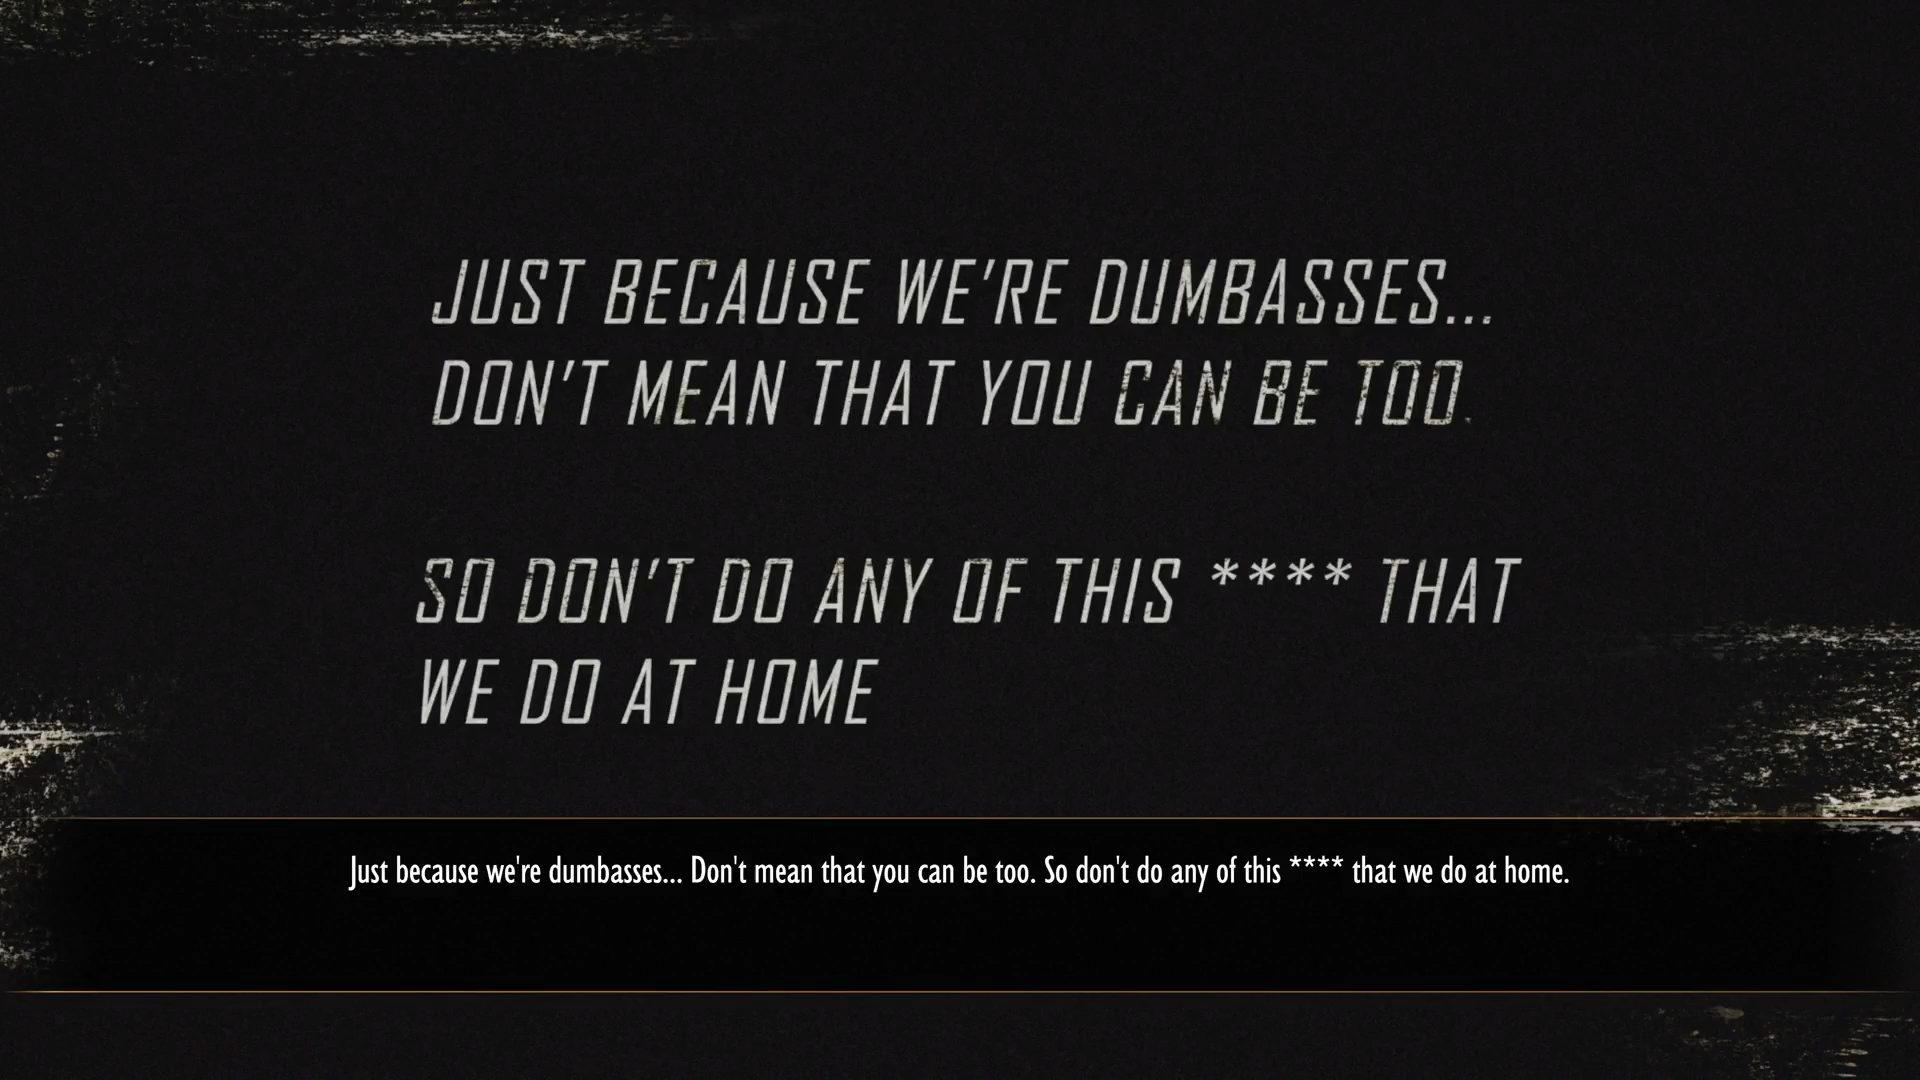 JUST BECAUSE WE'RE DUMBASSES...
DON'T MEAN THAT YOU CAN BE TOO.
SO DON'T DO ANY OF THIS **** THAT
WE DO AT HOME
Just because we're dumbasses... Don't mean that you can be too. So don't do any of this **** that we do at home.